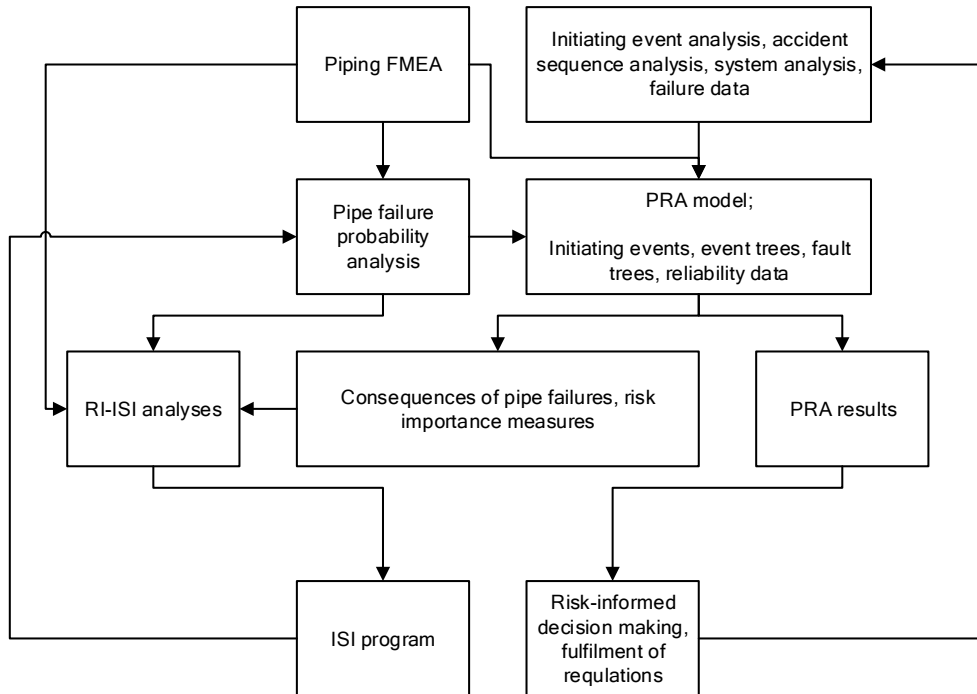 Piping FMEA
Initiating event analysis, accident
sequence analysis, system analysis,
failure data
Pipe failure
probability
analysis
PRA model;
Initiating events, event trees, fault
trees, reliability data
RI-ISI analyses
Consequences of pipe failures, risk
importance measures
PRA results
ISI program
Risk-informed
decision making,
fulfilment of
requlations